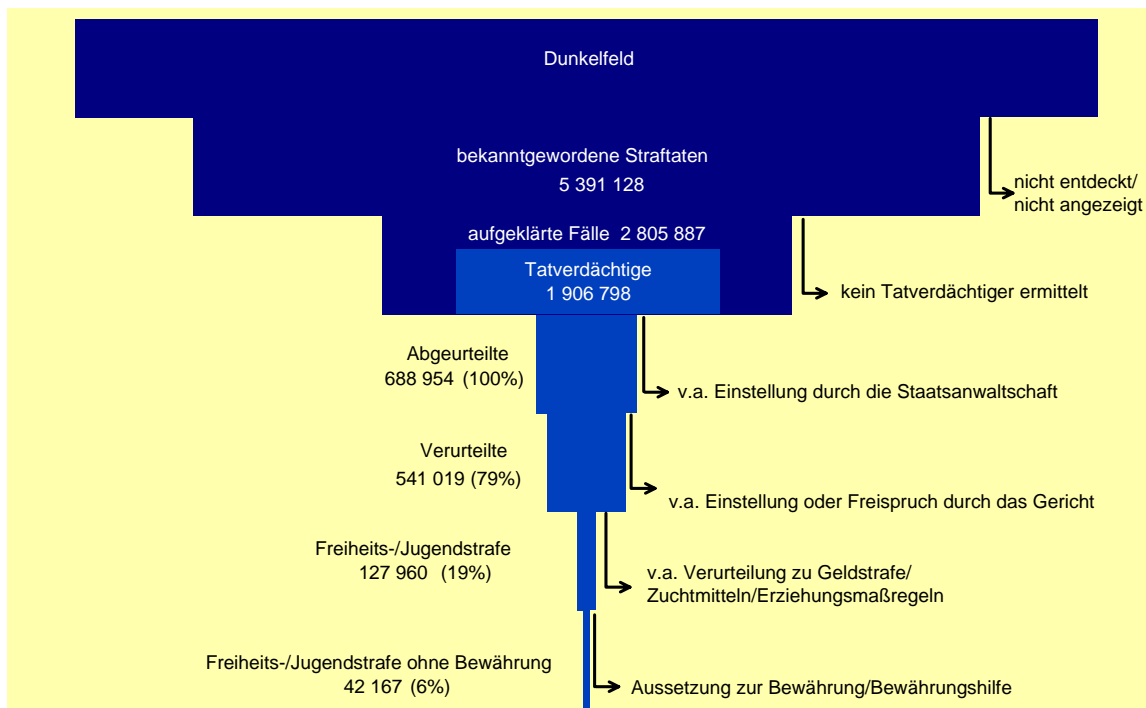 Dunkelfeld
bekanntgewordene Straftaten
5 391 128
nicht entdeckt/
nicht angezeigt
aufgeklärte Fälle 2 805 887
Tatverdächtige
1 906 798
kein Tatverdächtiger ermittelt
Abgeurteilte
688 954 (100%)
v.a. Einstellung durch die Staatsanwaltschaft
Verurteilte
541 019 (79%)
v.a. Einstellung oder Freispruch durch das Gericht
Freiheits-/Jugendstrafe
127 960 (19%)
v.a. Verurteilung zu Geldstrafe/
Zuchtmitteln/Erziehungsmaßregeln
Freiheits-/Jugendstrafe ohne Bewährung
42 167 (6%)
Aussetzung zur Bewährung/Bewährungshilfe